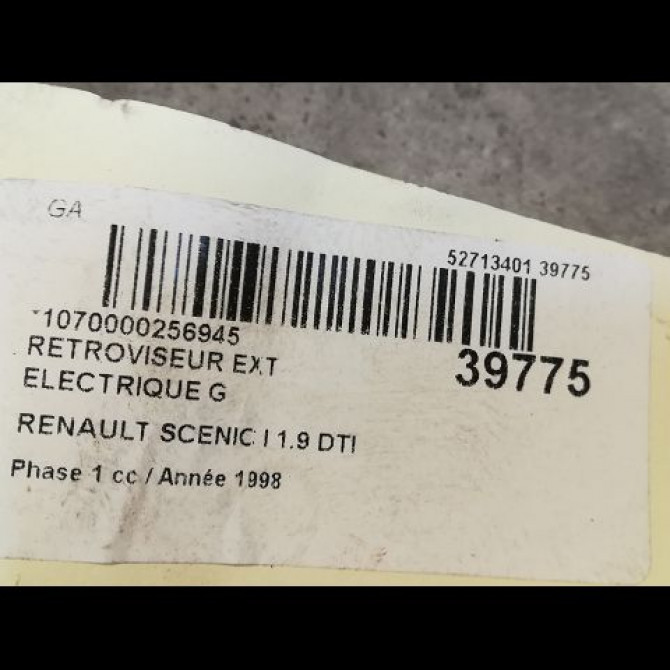 GA
52713401 39775
*1070000256945
39775
RETROVISEUR EXT
ELECTRIQUE G
RENAULT SCENIC I 1.9 DTI
Phase 1 cc / Année 1998